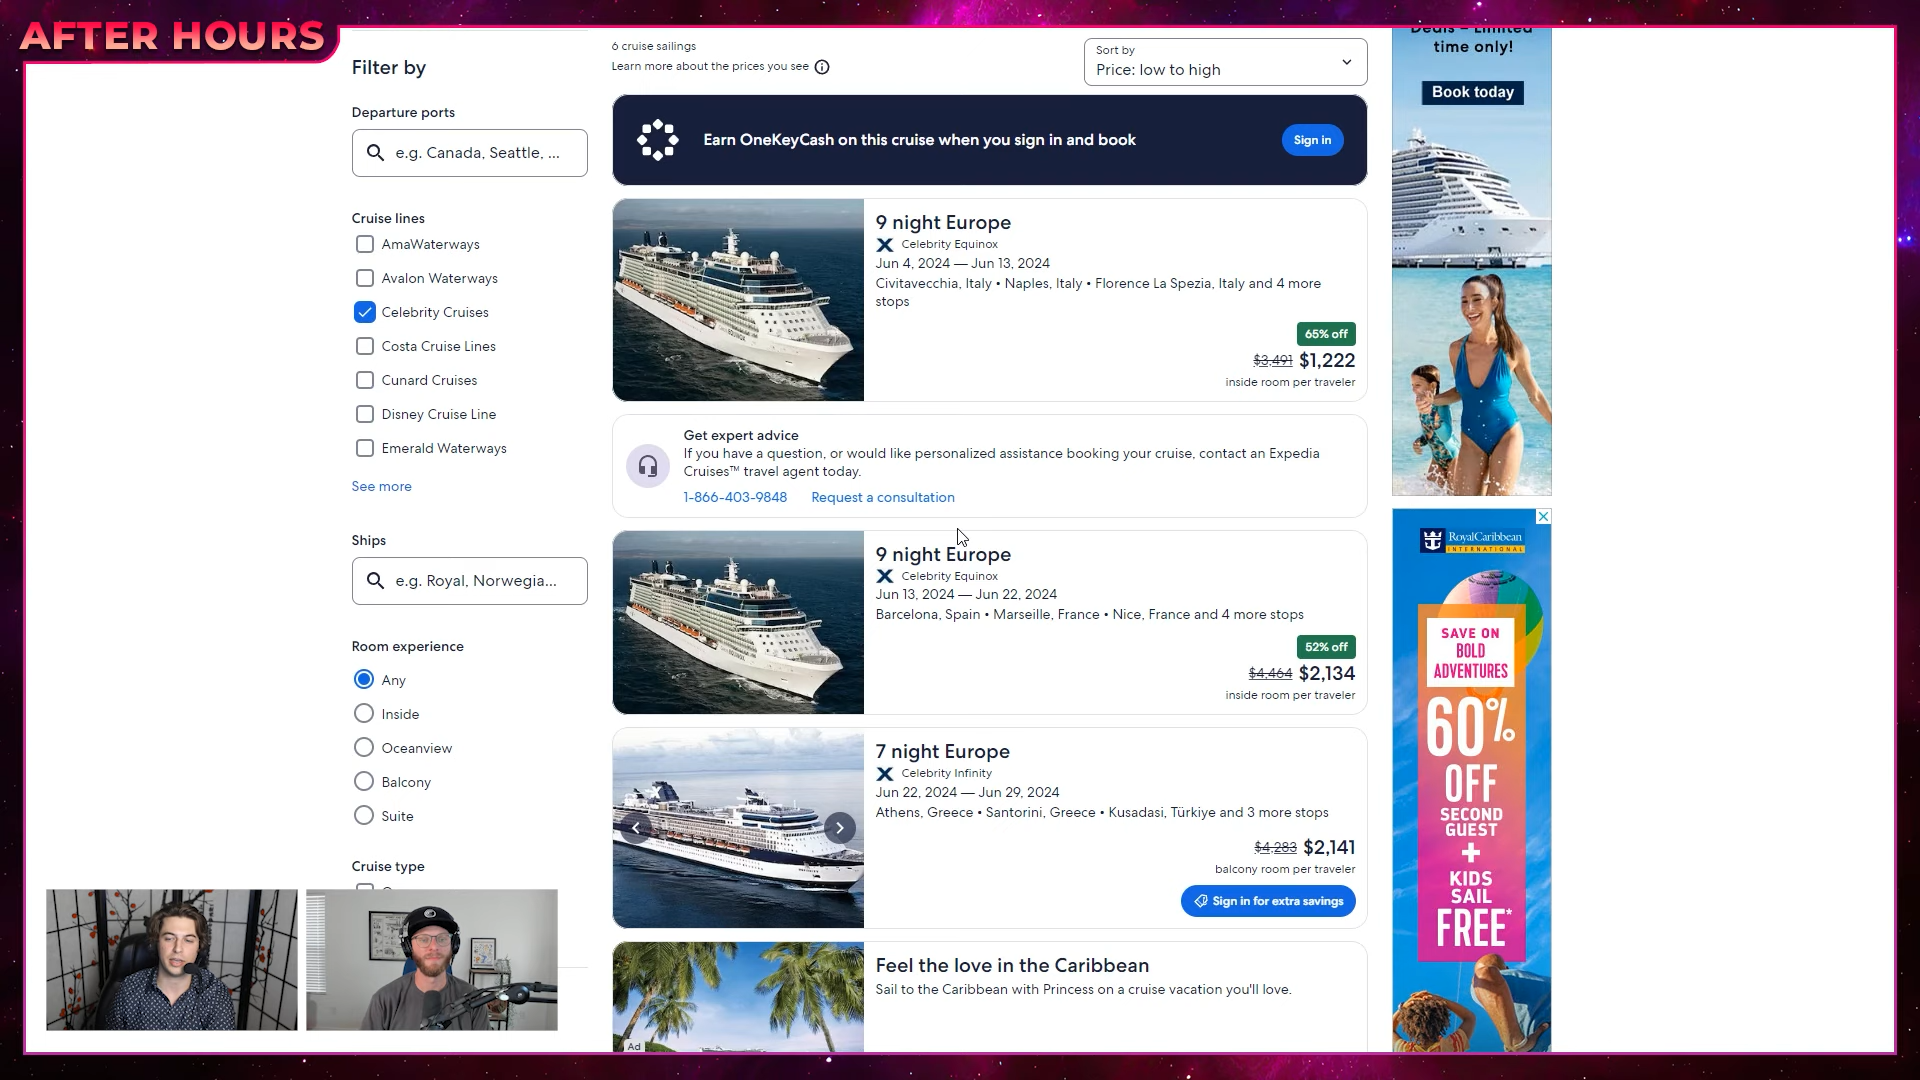 AFTER HOURS
Filter by
Departure ports
e.g. Canada, Seattle, ...
Cruise lines
AmaWaterways
Avalon Waterways
Celebrity Cruises
Costa Cruise Lines
Cunard Cruises
Disney Cruise Line
Emerald Waterways
See more
Ships
e.g. Royal, Norwegia...
Room experience
Any
Inside
Oceanview
Balcony
Suite
Cruise type
6 cruise sailings
Learn more about the prices you see
Sort by
Price: low to high
Earn OneKeyCash on this cruise when you sign in and book
Sign in
9 night Europe
Celebrity Equinox
Jun 4, 2024 — Jun 13, 2024
Civitavecchia, Italy • Naples, Italy • Florence La Spezia, Italy and 4 more
stops
65% off
$3,491 $1,222
inside room per traveler
Get expert advice
If you have a question, or would like personalized assistance booking your cruise, contact an Expedia
Cruises™ travel agent today.
1-866-403-9848 Request a consultation
9 night Europe
Celebrity Equinox
Jun 13, 2024 — Jun 22, 2024
Barcelona, Spain • Marseille, France • Nice, France and 4 more stops
52% off
$4,464 $2,134
inside room per traveler
7 night Europe
Celebrity Infinity
Jun 22, 2024 — Jun 29, 2024
Athens, Greece • Santorini, Greece • Kusadasi, Türkiye and 3 more stops
$4,283 $2,141
balcony room per traveler
Sign in for extra savings
Feel the love in the Caribbean
Sail to the Caribbean with Princess on a cruise vacation you'll love.
Ad
Deals – Limited
time only!
Book today
RoyalCaribbean
INTERNATIONAL
SAVE ON
BOLD
ADVENTURES
60%
OFF
SECOND
GUEST
+
KIDS
SAIL
FREE*